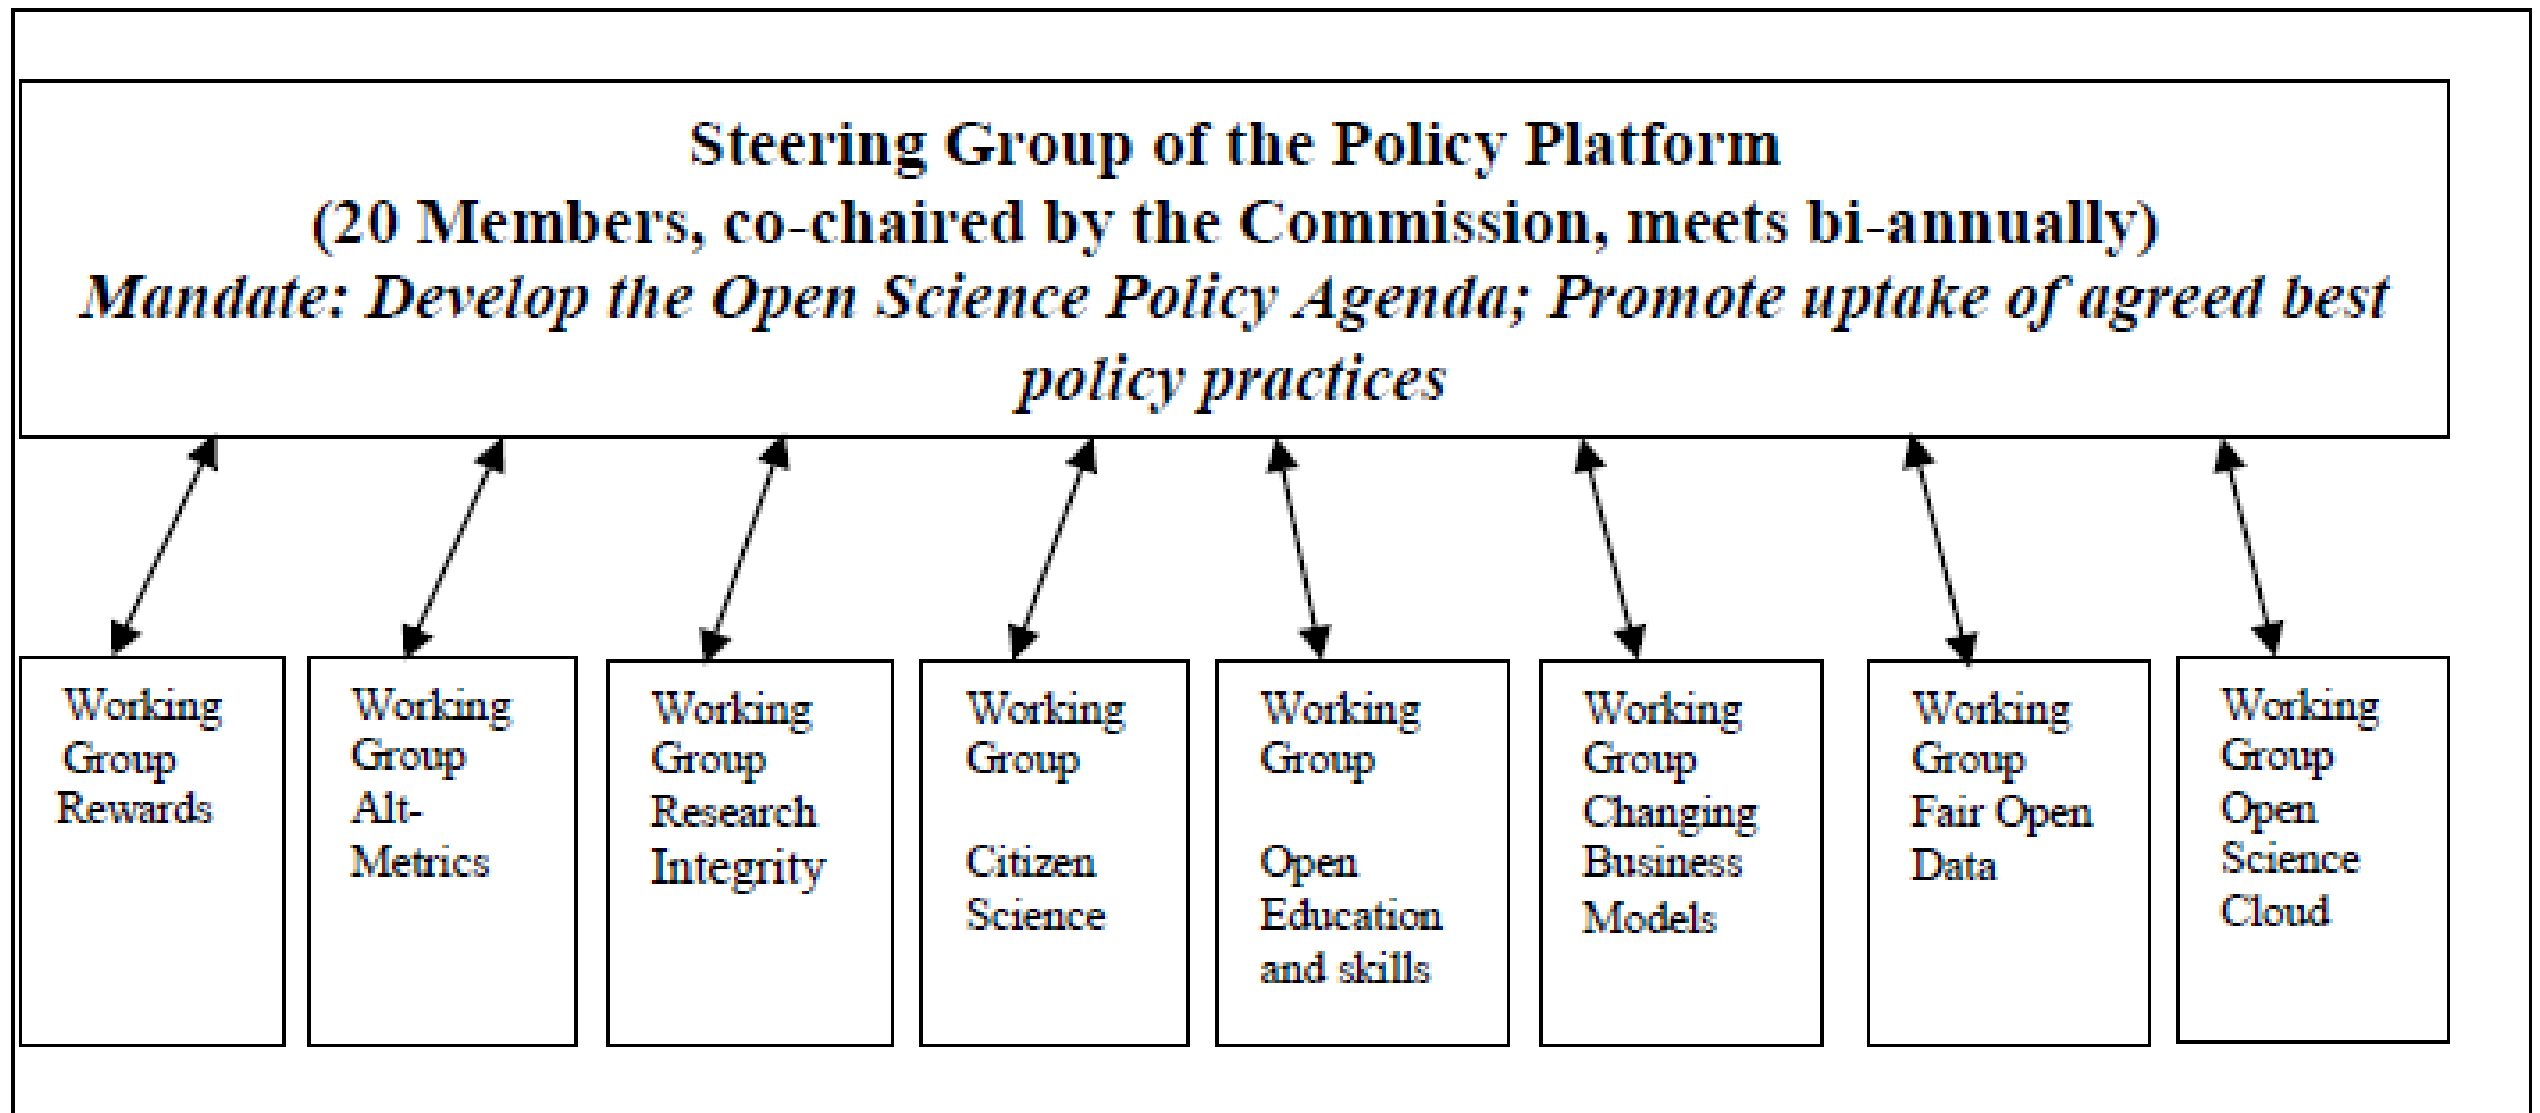 Steering Group of the Policy Platform
(20 Members, co-chaired by the Commission, meets bi-annually)
Mandate: Develop the Open Science Policy Agenda; Promote uptake of agreed best
policy practices
Working
Group
Rewards
Working
Group
Alt-
Metrics
Working
Group
Research
Integrity
Working
Group
Citizen
Science
Working
Group
Open
Education
and skills
Working
Group
Changing
Business
Models
Working
Group
Fair Open
Data
Working
Group
Open
Science
Cloud